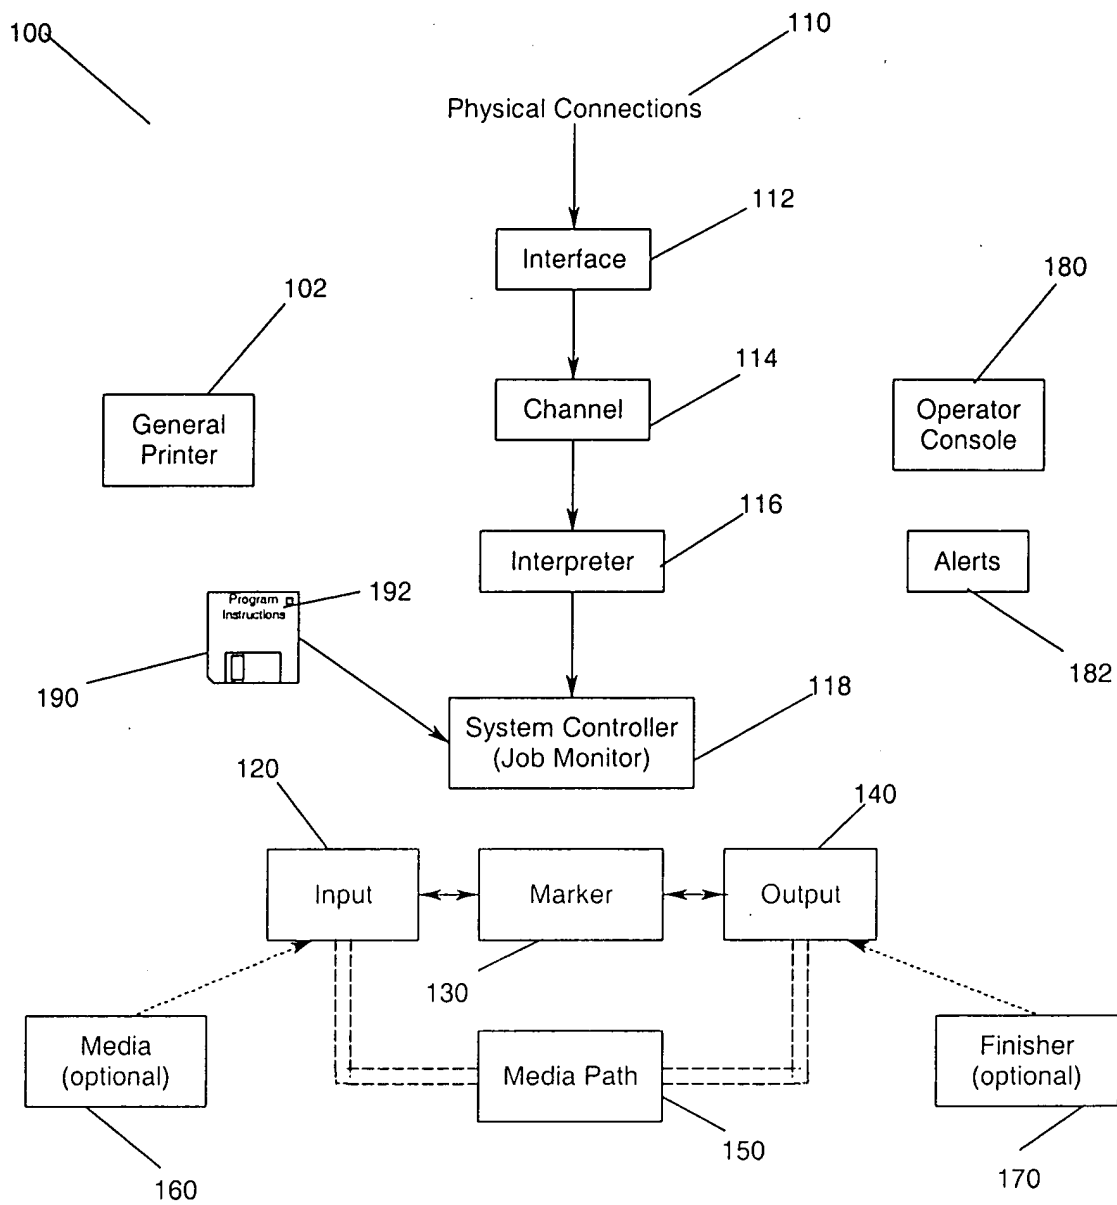 100
110
Physical Connections
112
Interface
102
180
114
General
Printer
Channel
Operator
Console
116
Interpreter
Alerts
Program
Instructions
192
190
182
118
System Controller
(Job Monitor)
120
140
Input
Marker
Output
130
Media
(optional)
Media Path
Finisher
(optional)
150
160
170